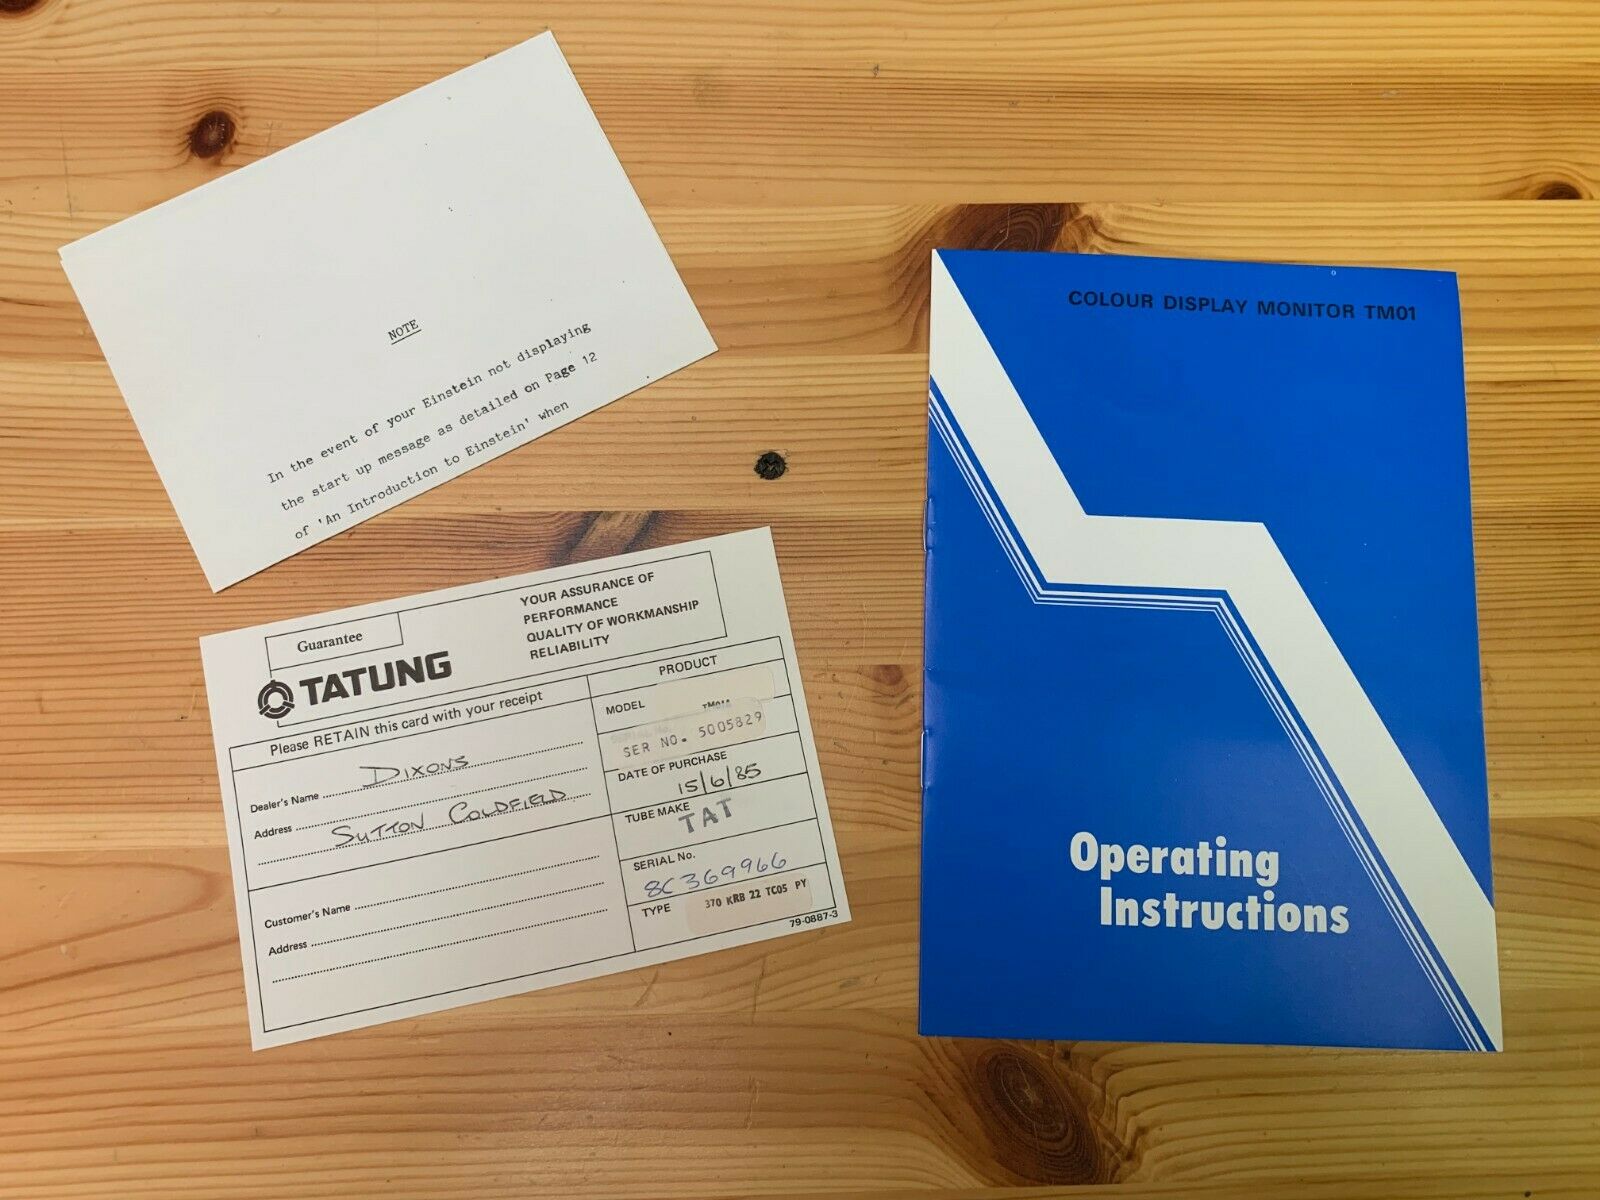 NOTE
In the event of your Einstein not displaying
the start up message as detailed on Page 12
of 'An Introduction to Einstein' when
Guarantee
TATUNG
YOUR ASSURANCE OF
PERFORMANCE
QUALITY OF WORKMANSHIP
RELIABILITY
Please RETAIN this card with your receipt
Dealer's Name DIXONS
Address SUTTON COLDFIELD
Customer's Name
Address
PRODUCT
MODEL
SER NO. 5005829
DATE OF PURCHASE
15/6/85
TUBE MAKE
TAT
SERIAL No.
8C369966
TYPE 370 KRB 22 TC05 PY
79-0887-3
COLOUR DISPLAY MONITOR TM01
Operating
Instructions